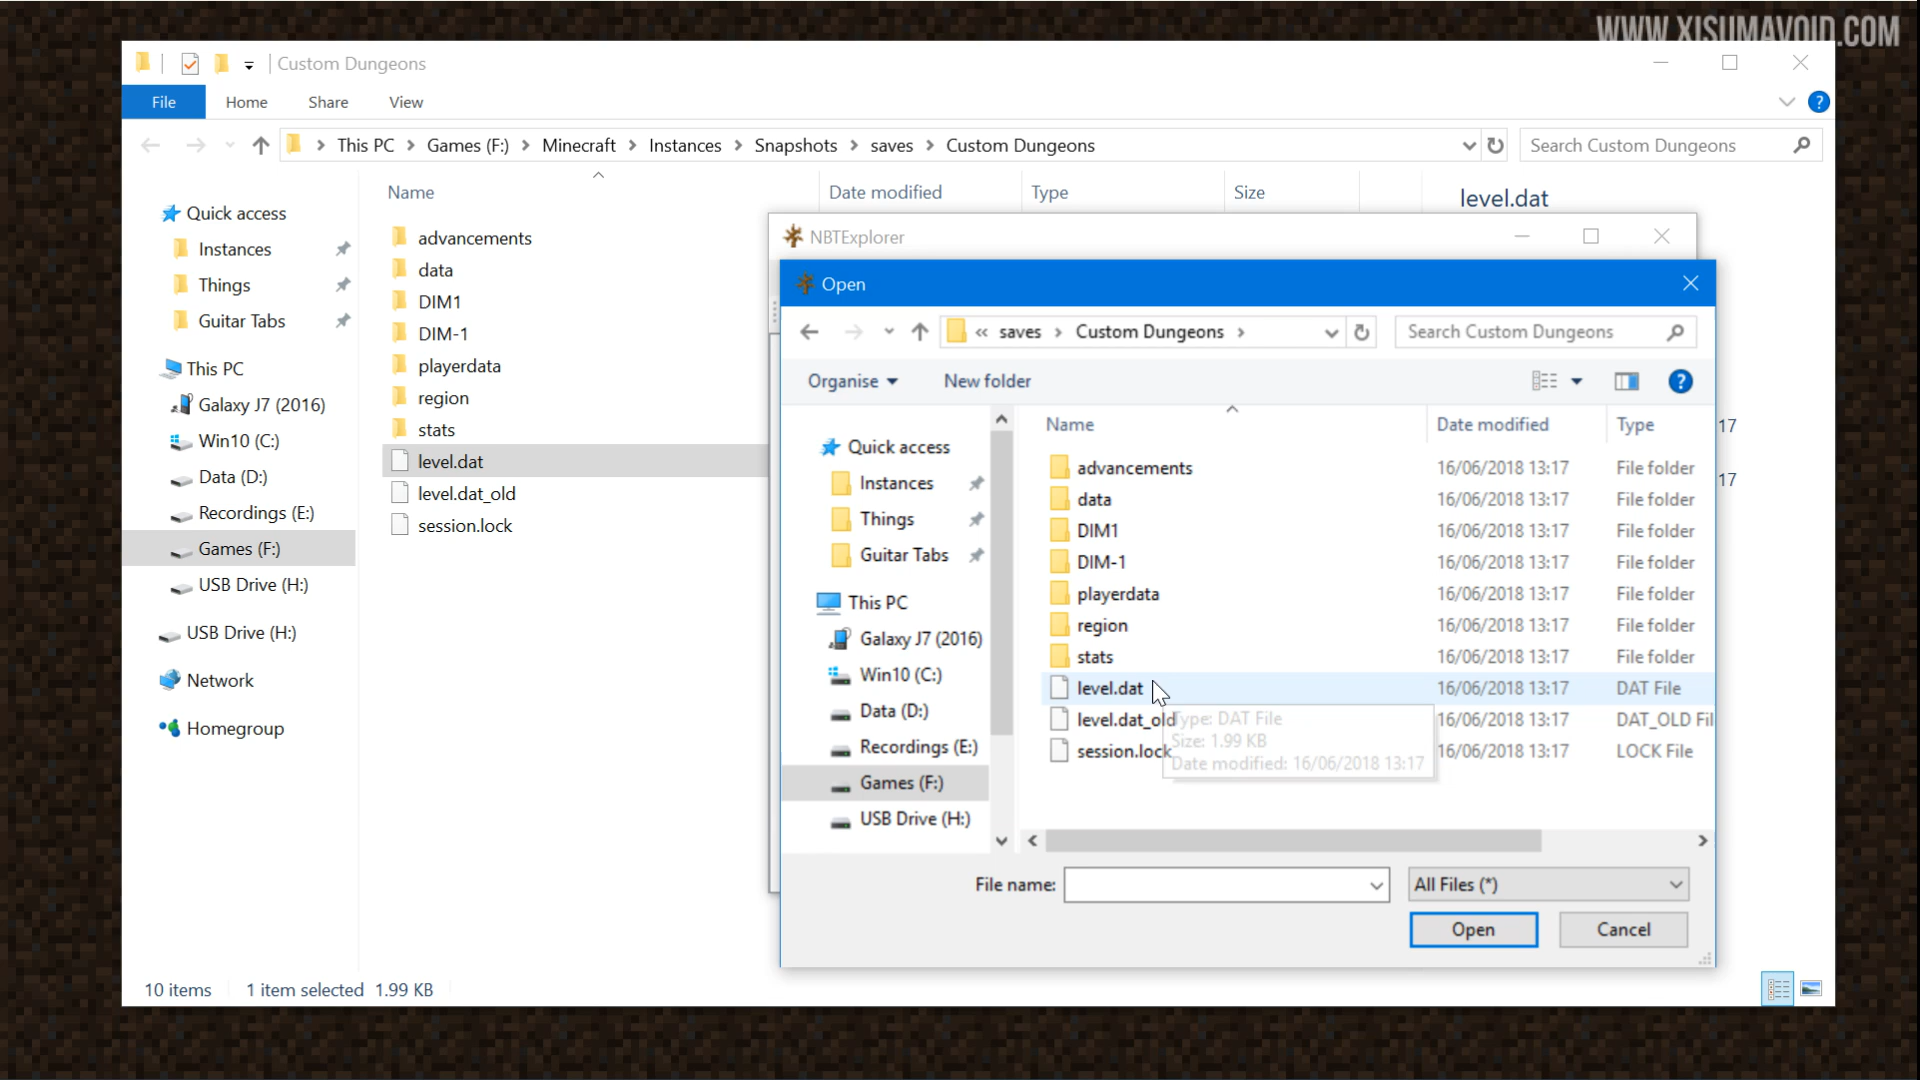 WWW.XISUMAVOID.COM
Custom Dungeons
File Home Share View
This PC > Games (F:) > Minecraft > Instances > Snapshots > saves > Custom Dungeons
Search Custom Dungeons
Quick access
Instances
Things
Guitar Tabs
This PC
Galaxy J7 (2016)
Win10 (C:)
Data (D:)
Recordings (E:)
Games (F:)
USB Drive (H:)
USB Drive (H:)
Network
Homegroup
Name Date modified Type Size
advancements
data
DIM1
DIM-1
playerdata
region
stats
level.dat
level.dat_old
session.lock
level.dat
17
17
NBTExplorer
Open
« saves > Custom Dungeons >
Search Custom Dungeons
Organise New folder
Quick access
Instances
Things
Guitar Tabs
This PC
Galaxy J7 (2016)
Win10 (C:)
Data (D:)
Recordings (E:)
Games (F:)
USB Drive (H:)
Name Date modified Type
advancements 16/06/2018 13:17 File folder
data 16/06/2018 13:17 File folder
DIM1 16/06/2018 13:17 File folder
DIM-1 16/06/2018 13:17 File folder
playerdata 16/06/2018 13:17 File folder
region 16/06/2018 13:17 File folder
stats 16/06/2018 13:17 File folder
level.dat 16/06/2018 13:17 DAT File
level.dat_old 16/06/2018 13:17 DAT_OLD Fil
session.lock 16/06/2018 13:17 LOCK File
Type: DAT File
Size: 1.99 KB
Date modified: 16/06/2018 13:17
File name: All Files (*)
Open Cancel
10 items 1 item selected 1.99 KB